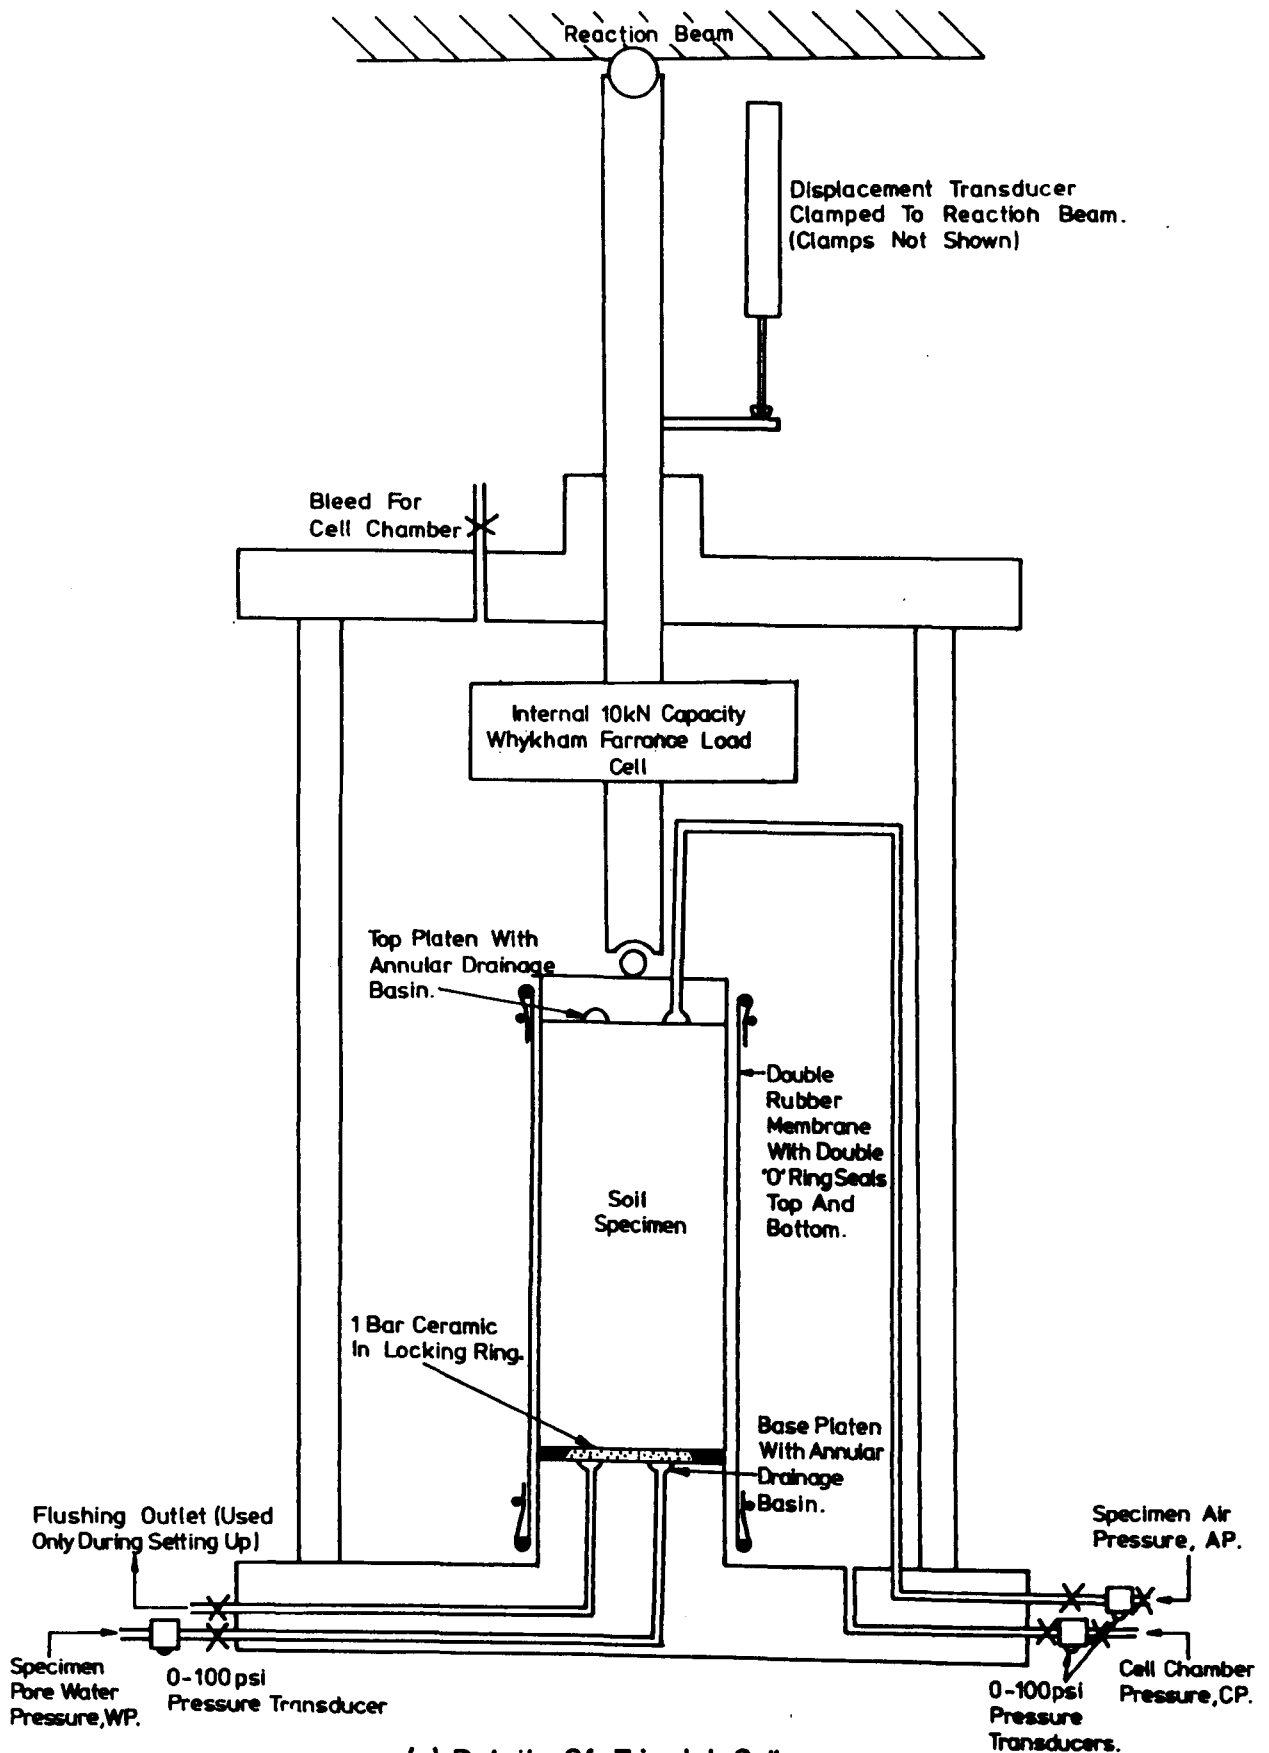 Reaction Beam
Displacement Transducer
Clamped To Reaction Beam.
(Clamps Not Shown)
Bleed For
Cell Chamber
Internal 10kN Capacity
Whykham Farrance Load
Cell
Top Platen With
Annular Drainage
Basin.
Double
Rubber
Membrane
With Double
'O' Ring Seals
Top And
Bottom.
Soil
Specimen
1 Bar Ceramic
In Locking Ring.
Base Platen
With Annular
Drainage
Basin.
Flushing Outlet (Used
Only During Setting Up)
Specimen Air
Pressure, AP.
Specimen
Pore Water
Pressure,WP.
0-100psi
Pressure Transducer
0-100psi
Pressure
Transducers.
Cell Chamber
Pressure,CP.